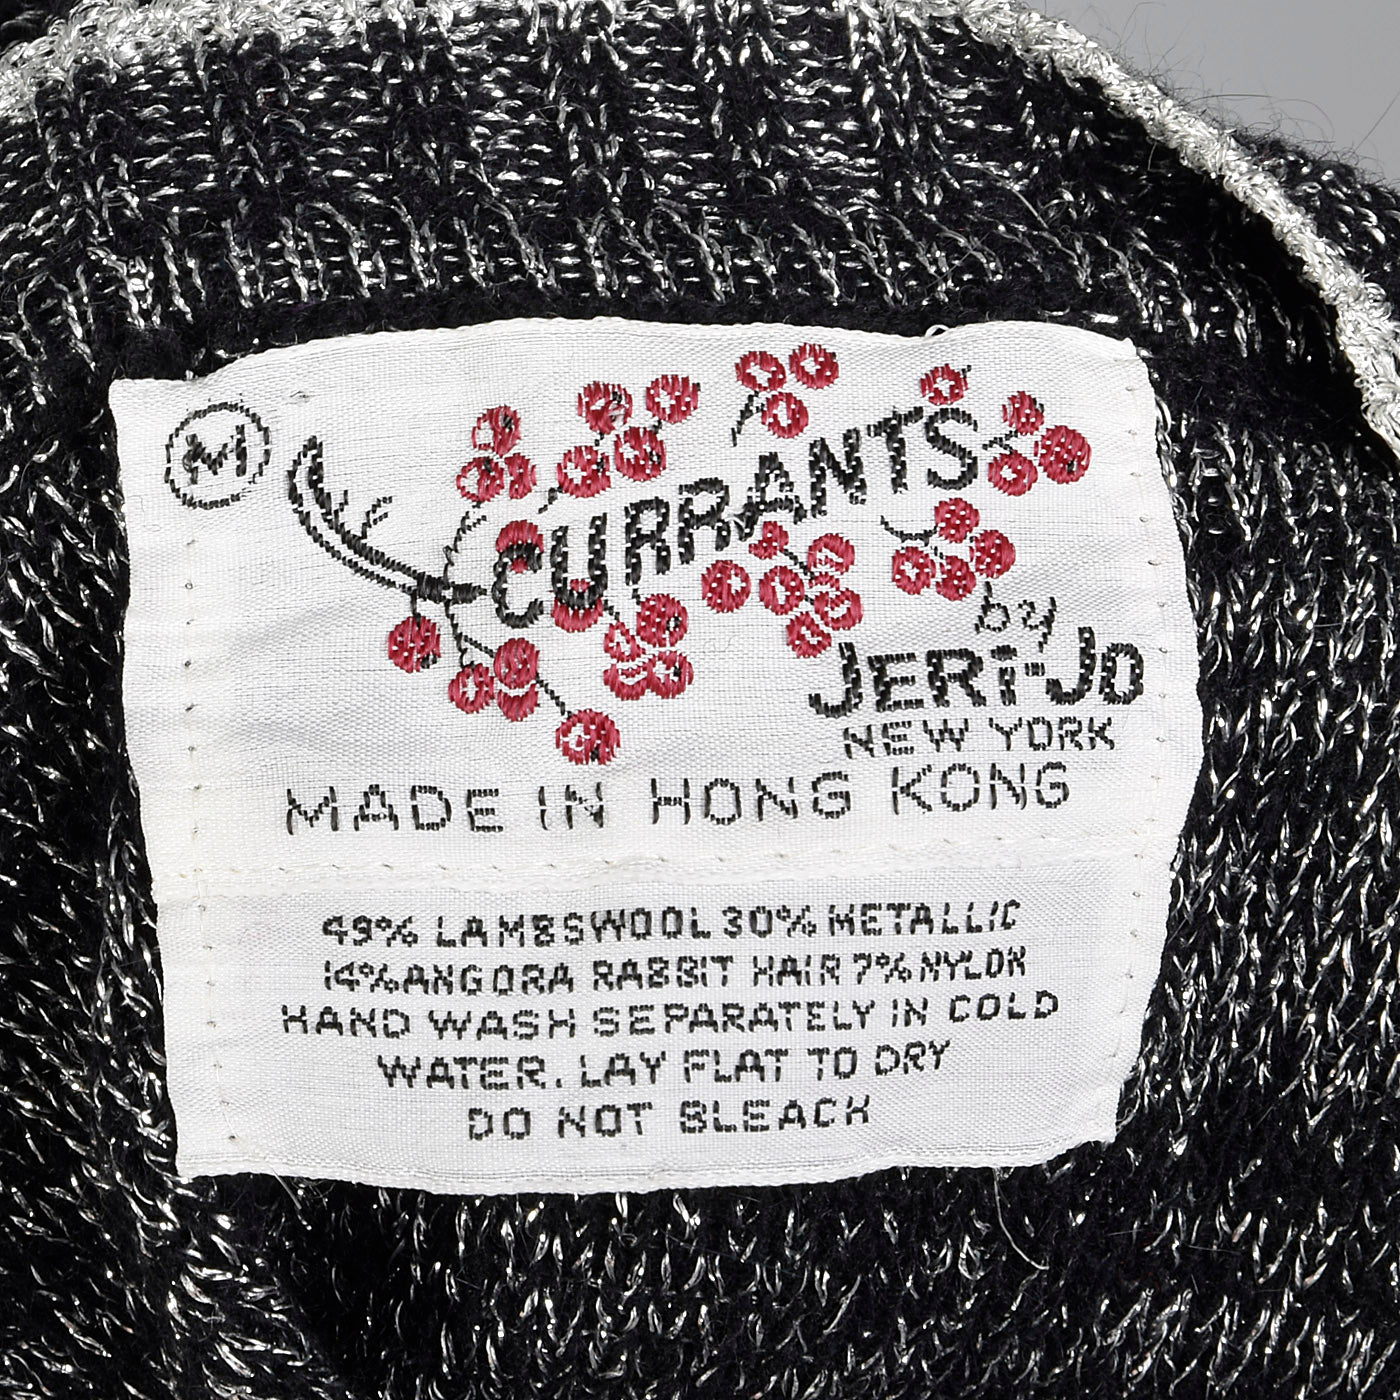 M
CURRANTS
by
JERI-JO
NEW YORK
MADE IN HONG KONG
49% LAMBSWOOL 30% METALLIC
14% ANGORA RABBIT HAIR 7% NYLON
HAND WASH SEPARATELY IN COLD
WATER. LAY FLAT TO DRY
DO NOT BLEACH